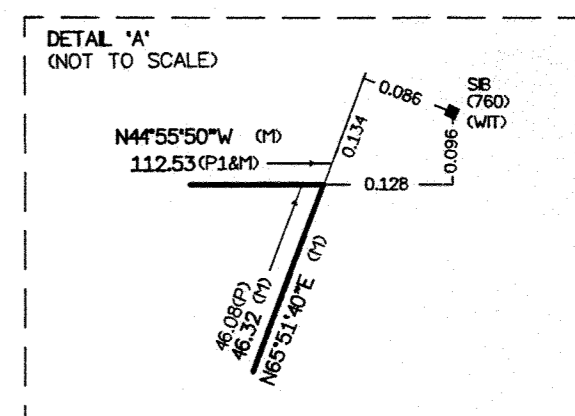 DETAIL 'A'
(NOT TO SCALE)
0.086
SIB
(760)
(WIT)
N44°55'50"W (M)
112.53(P1&M)
0.134
0.096
0.128
46.08(P)
46.32 (M)
N65°51'40"E (M)